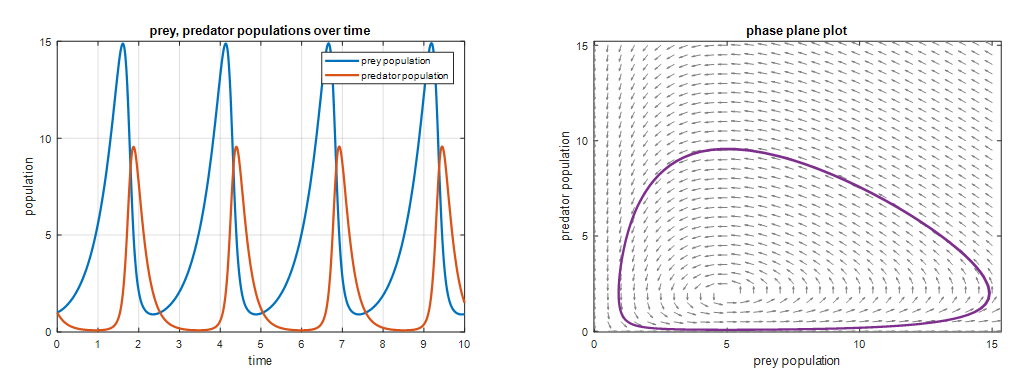 prey, predator populations over time
15
10
5
0
population
prey population
predator population
0 1 2 3 4 5 6 7 8 9 10
time
phase plane plot
15
10
5
0
predator population
0 5 10 15
prey population